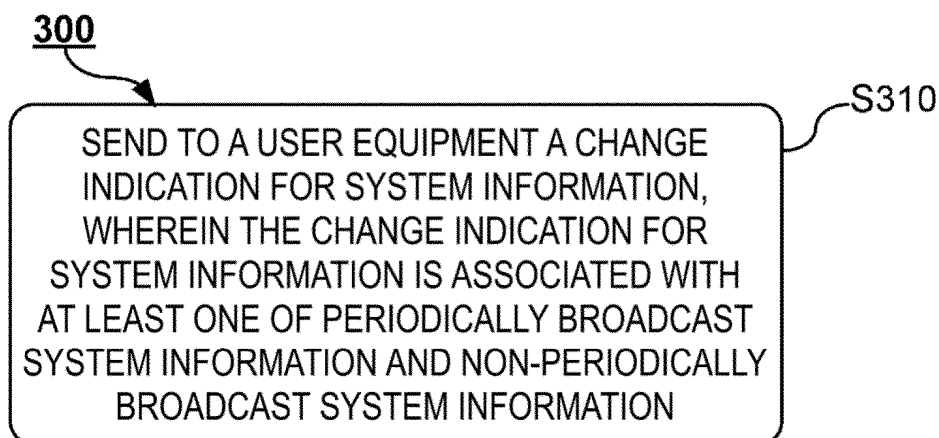 300
S310
SEND TO A USER EQUIPMENT A CHANGE
INDICATION FOR SYSTEM INFORMATION,
WHEREIN THE CHANGE INDICATION FOR
SYSTEM INFORMATION IS ASSOCIATED WITH
AT LEAST ONE OF PERIODICALLY BROADCAST
SYSTEM INFORMATION AND NON-PERIODICALLY
BROADCAST SYSTEM INFORMATION